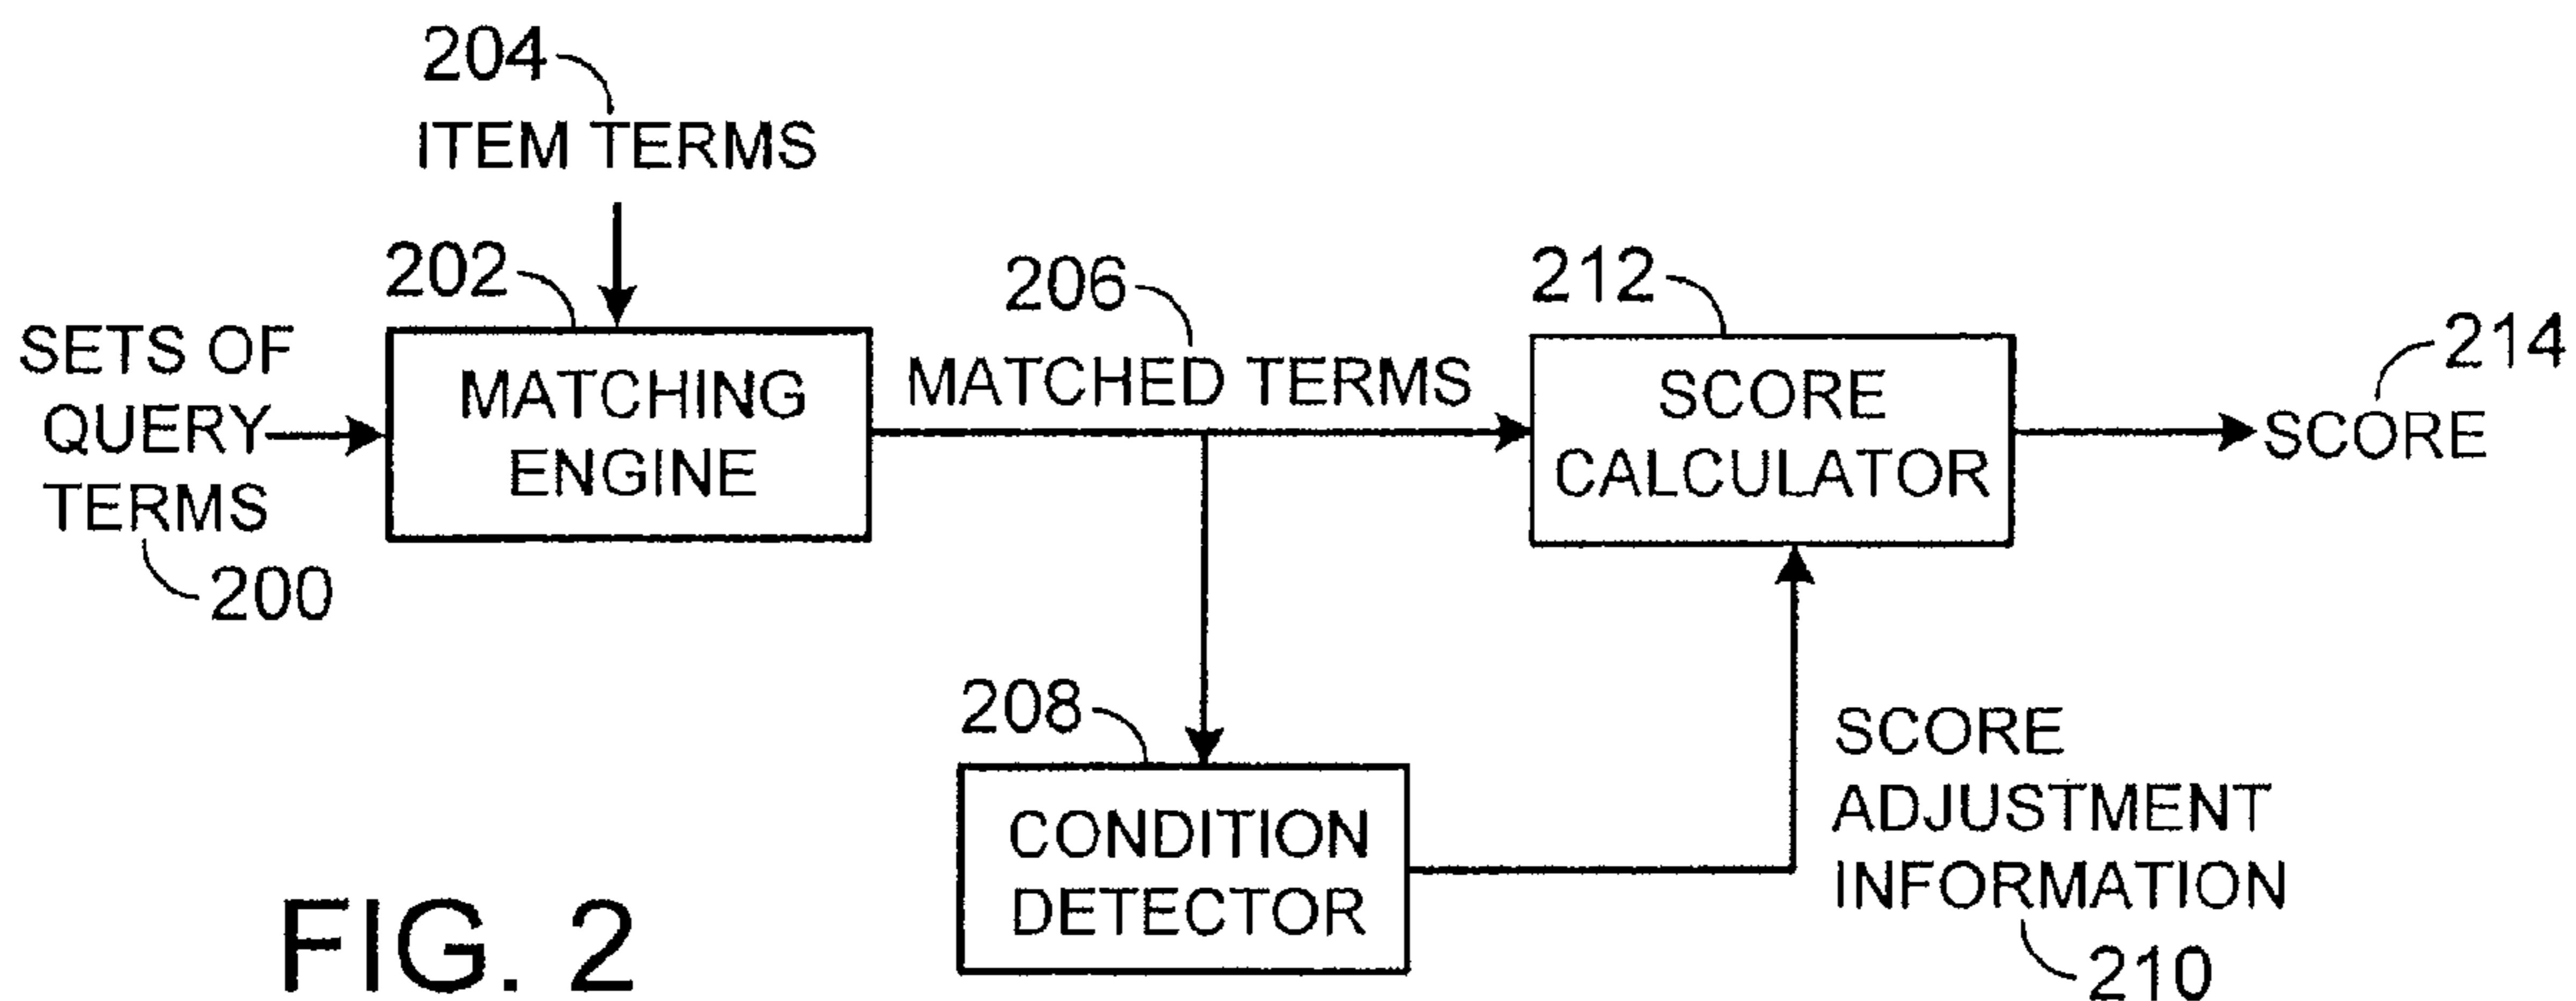 204
ITEM TERMS
202
SETS OF
QUERY
TERMS
200
MATCHING
ENGINE
206
MATCHED TERMS
212
SCORE
CALCULATOR
214
SCORE
208
CONDITION
DETECTOR
SCORE
ADJUSTMENT
INFORMATION
210
FIG. 2